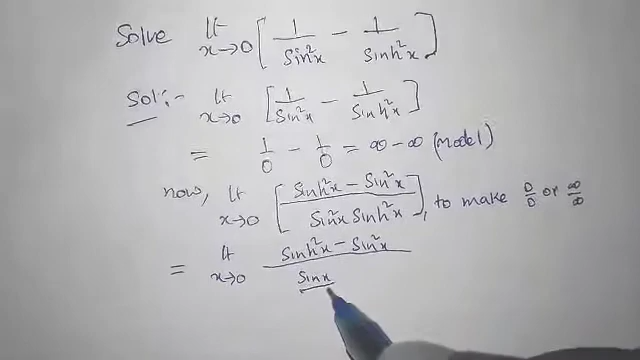 Solve lt x→0 [1/sin²x − 1/sinh²x]
Sol:- lt x→0 [1/sin²x − 1/sinh²x]
= 1/0 − 1/0 = ∞ − ∞ (model)
now, lt x→0 [sinh²x − sin²x / sin²x sinh²x], to make 0/0 or ∞/∞
= lt x→0 sinh²x − sin²x / sinx